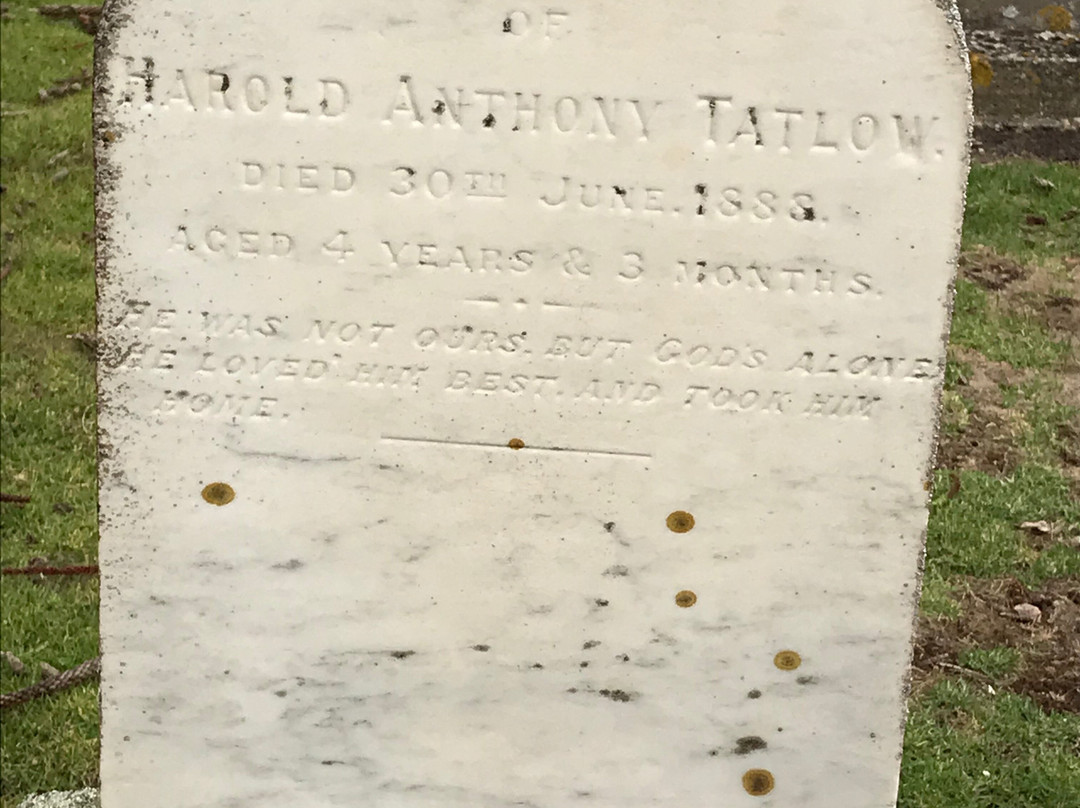 OF
HAROLD ANTHONY TATLOW.
DIED 30TH JUNE. 1888.
AGED 4 YEARS & 3 MONTHS.
HE WAS NOT OURS. BUT GOD'S ALONE
HE LOVED HIM BEST. AND TOOK HIM
HOME.